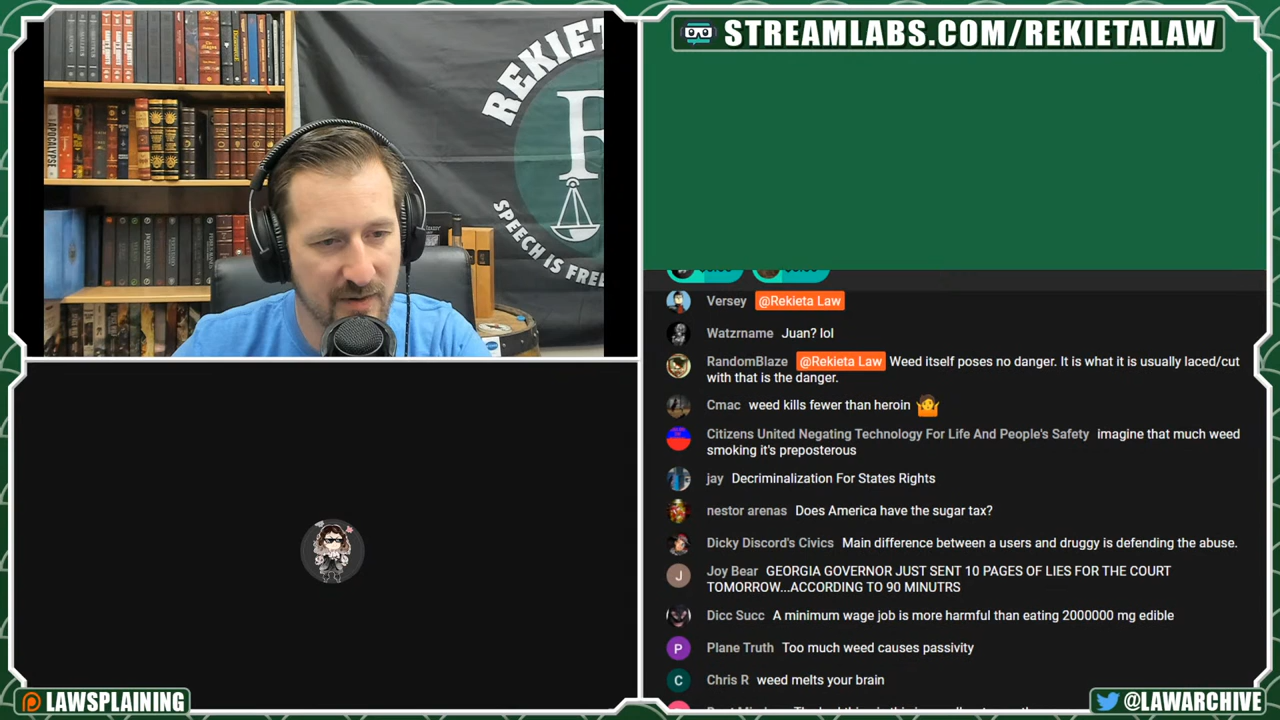 STREAMLABS.COM/REKIETALAW
REKIET
R
SPEECH IS FREE
APOCALYPSE
Versey @Rekieta Law
Watzrname Juan? lol
RandomBlaze @Rekieta Law Weed itself poses no danger. It is what it is usually laced/cut
with that is the danger.
Cmac weed kills fewer than heroin 🤷
Citizens United Negating Technology For Life And People's Safety imagine that much weed
smoking it's preposterous
jay Decriminalization For States Rights
nestor arenas Does America have the sugar tax?
Dicky Discord's Civics Main difference between a users and druggy is defending the abuse.
J Joy Bear GEORGIA GOVERNOR JUST SENT 10 PAGES OF LIES FOR THE COURT
TOMORROW...ACCORDING TO 90 MINUTRS
Dicc Succ A minimum wage job is more harmful than eating 2000000 mg edible
P Plane Truth Too much weed causes passivity
C Chris R weed melts your brain
LAWSPLAINING
@LAWARCHIVE